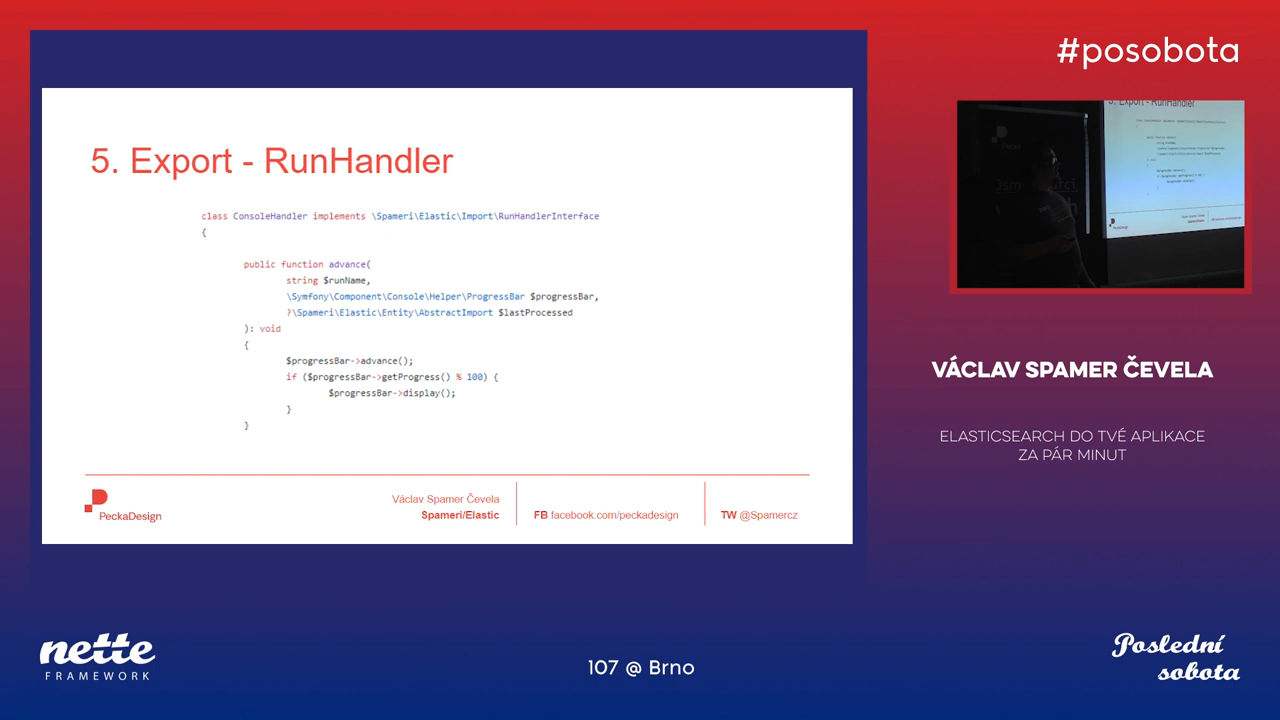 #posobota
5. Export - RunHandler
class ConsoleHandler implements \Spameri\Elastic\Import\RunHandlerInterface
{
public function advance(
string $runName,
\Symfony\Component\Console\Helper\ProgressBar $progressBar,
?\Spameri\Elastic\Entity\AbstractImport $lastProcessed
): void
{
$progressBar->advance();
if ($progressBar->getProgress() % 100) {
$progressBar->display();
}
}
PeckaDesign
Václav Spamer Čevela
Spameri/Elastic
FB facebook.com/peckadesign
TW @Spamercz
5. Export - RunHandler
VÁCLAV SPAMER ČEVELA
ELASTICSEARCH DO TVÉ APLIKACE
ZA PÁR MINUT
nette
FRAMEWORK
107 @ Brno
Poslední
sobota